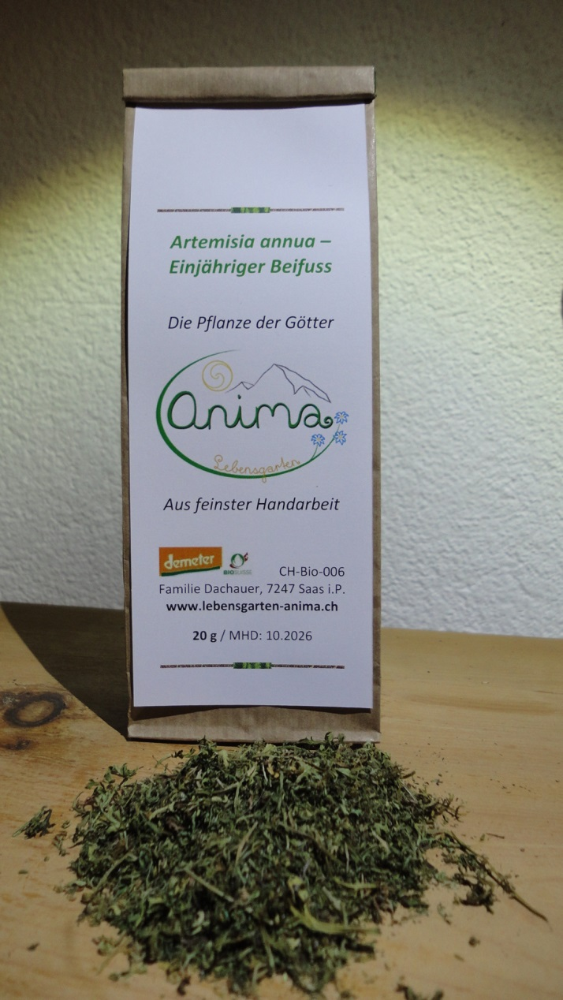 Artemisia annua –
Einjähriger Beifuss
Die Pflanze der Götter
anima
Lebensgarten
Aus feinster Handarbeit
demeter
BIOSUISSE
CH-Bio-006
Familie Dachauer, 7247 Saas i.P.
www.lebensgarten-anima.ch
20 g / MHD: 10.2026